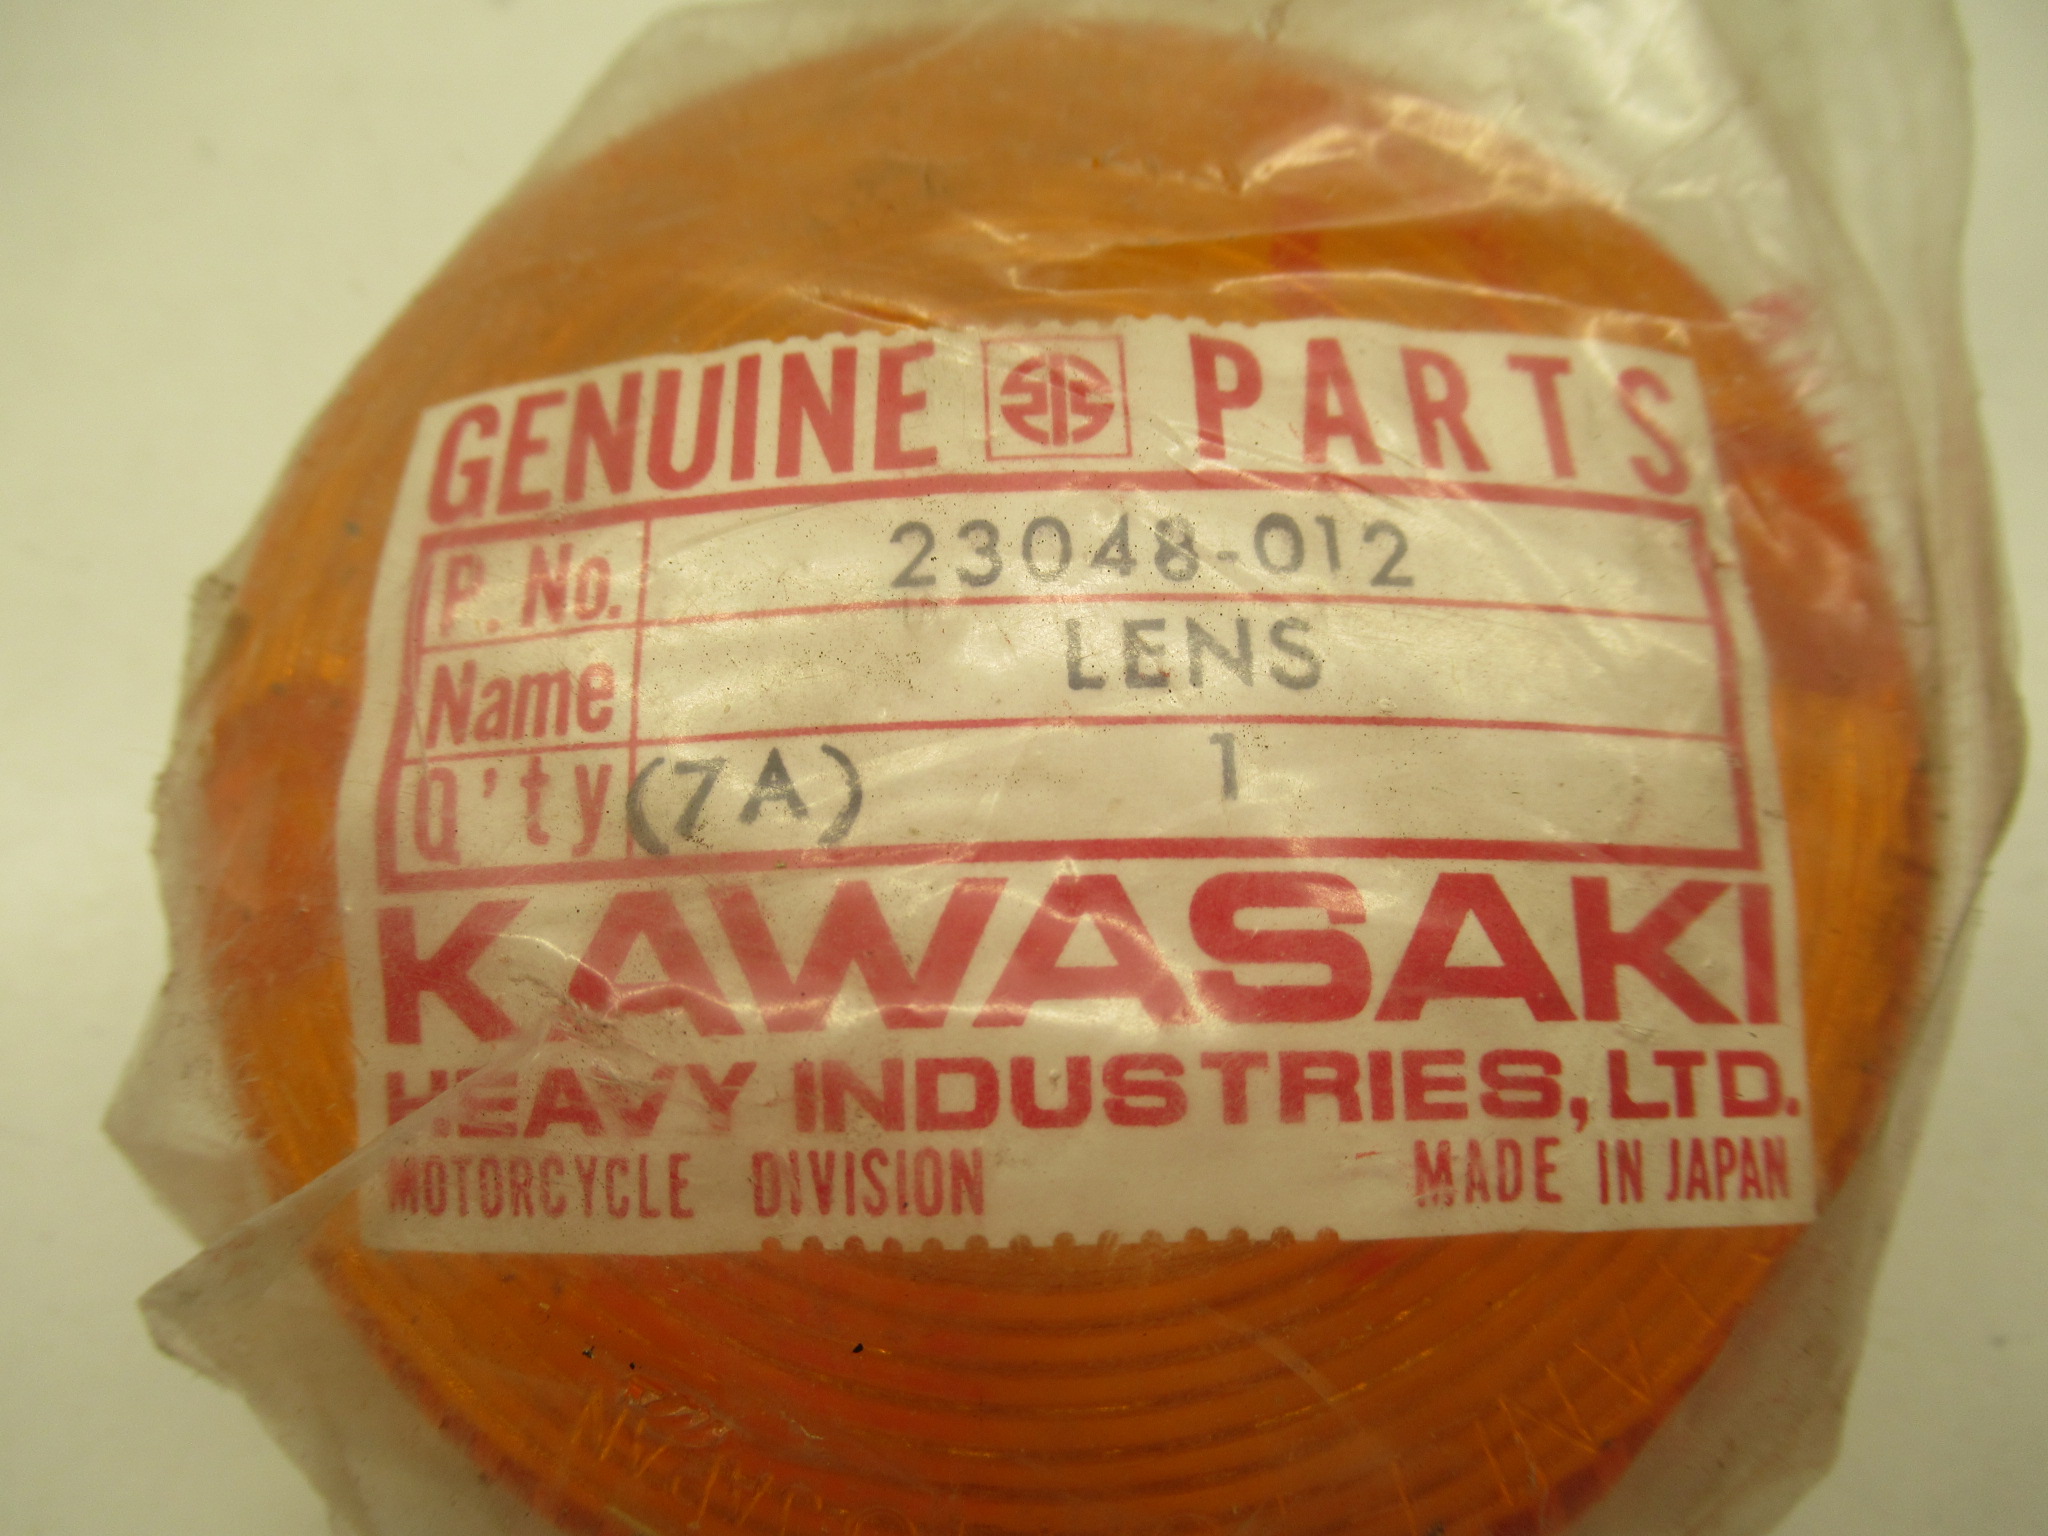 GENUINE PARTS
P. No. 23048-012
Name LENS
Q'ty (7A) 1
KAWASAKI
HEAVY INDUSTRIES, LTD.
MOTORCYCLE DIVISION MADE IN JAPAN